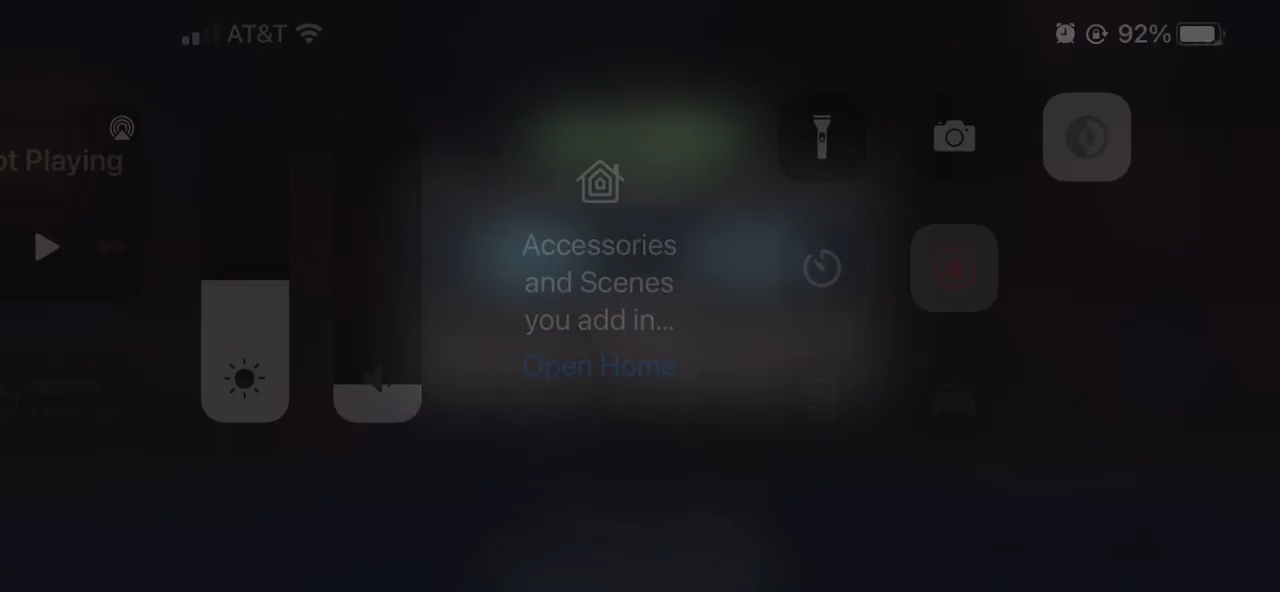 AT&T
92%
ot Playing
Accessories
and Scenes
you add in...
Open Home